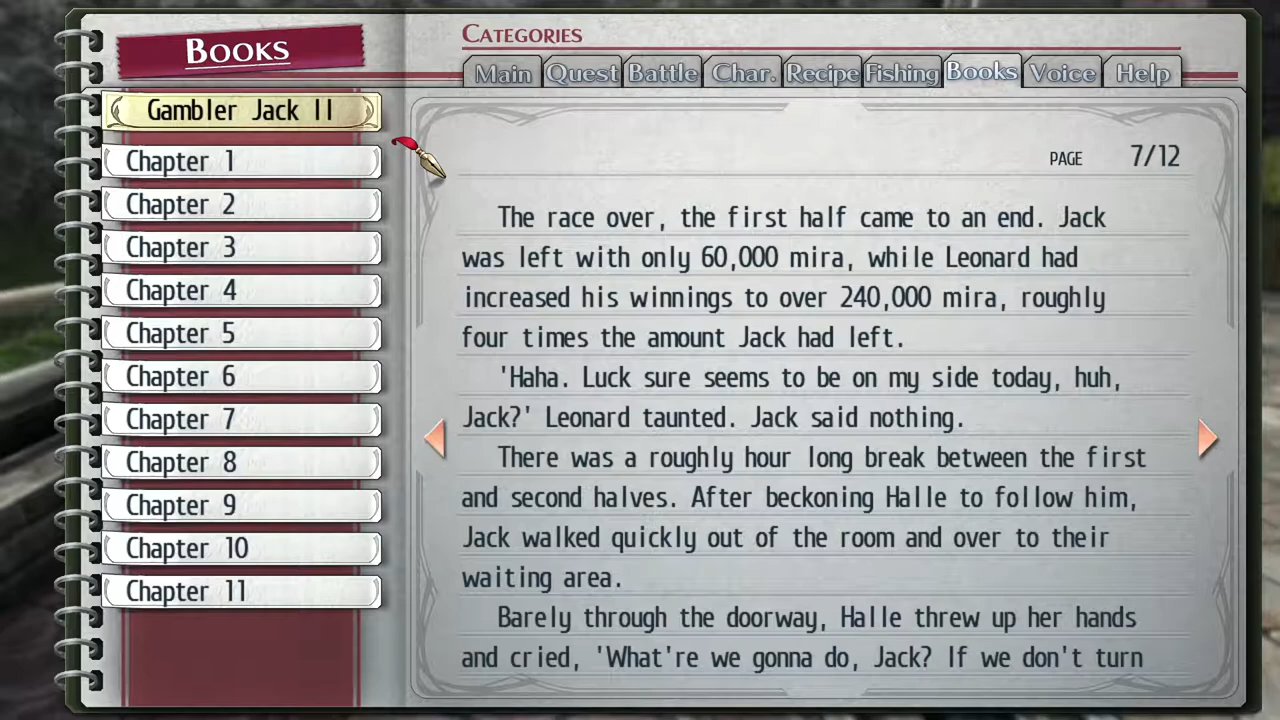 BOOKS
CATEGORIES
Main Quest Battle Char. Recipe Fishing Books Voice Help
Gambler Jack II
Chapter 1
Chapter 2
Chapter 3
Chapter 4
Chapter 5
Chapter 6
Chapter 7
Chapter 8
Chapter 9
Chapter 10
Chapter 11
PAGE 7/12
The race over, the first half came to an end. Jack
was left with only 60,000 mira, while Leonard had
increased his winnings to over 240,000 mira, roughly
four times the amount Jack had left.
'Haha. Luck sure seems to be on my side today, huh,
Jack?' Leonard taunted. Jack said nothing.
There was a roughly hour long break between the first
and second halves. After beckoning Halle to follow him,
Jack walked quickly out of the room and over to their
waiting area.
Barely through the doorway, Halle threw up her hands
and cried, 'What're we gonna do, Jack? If we don't turn